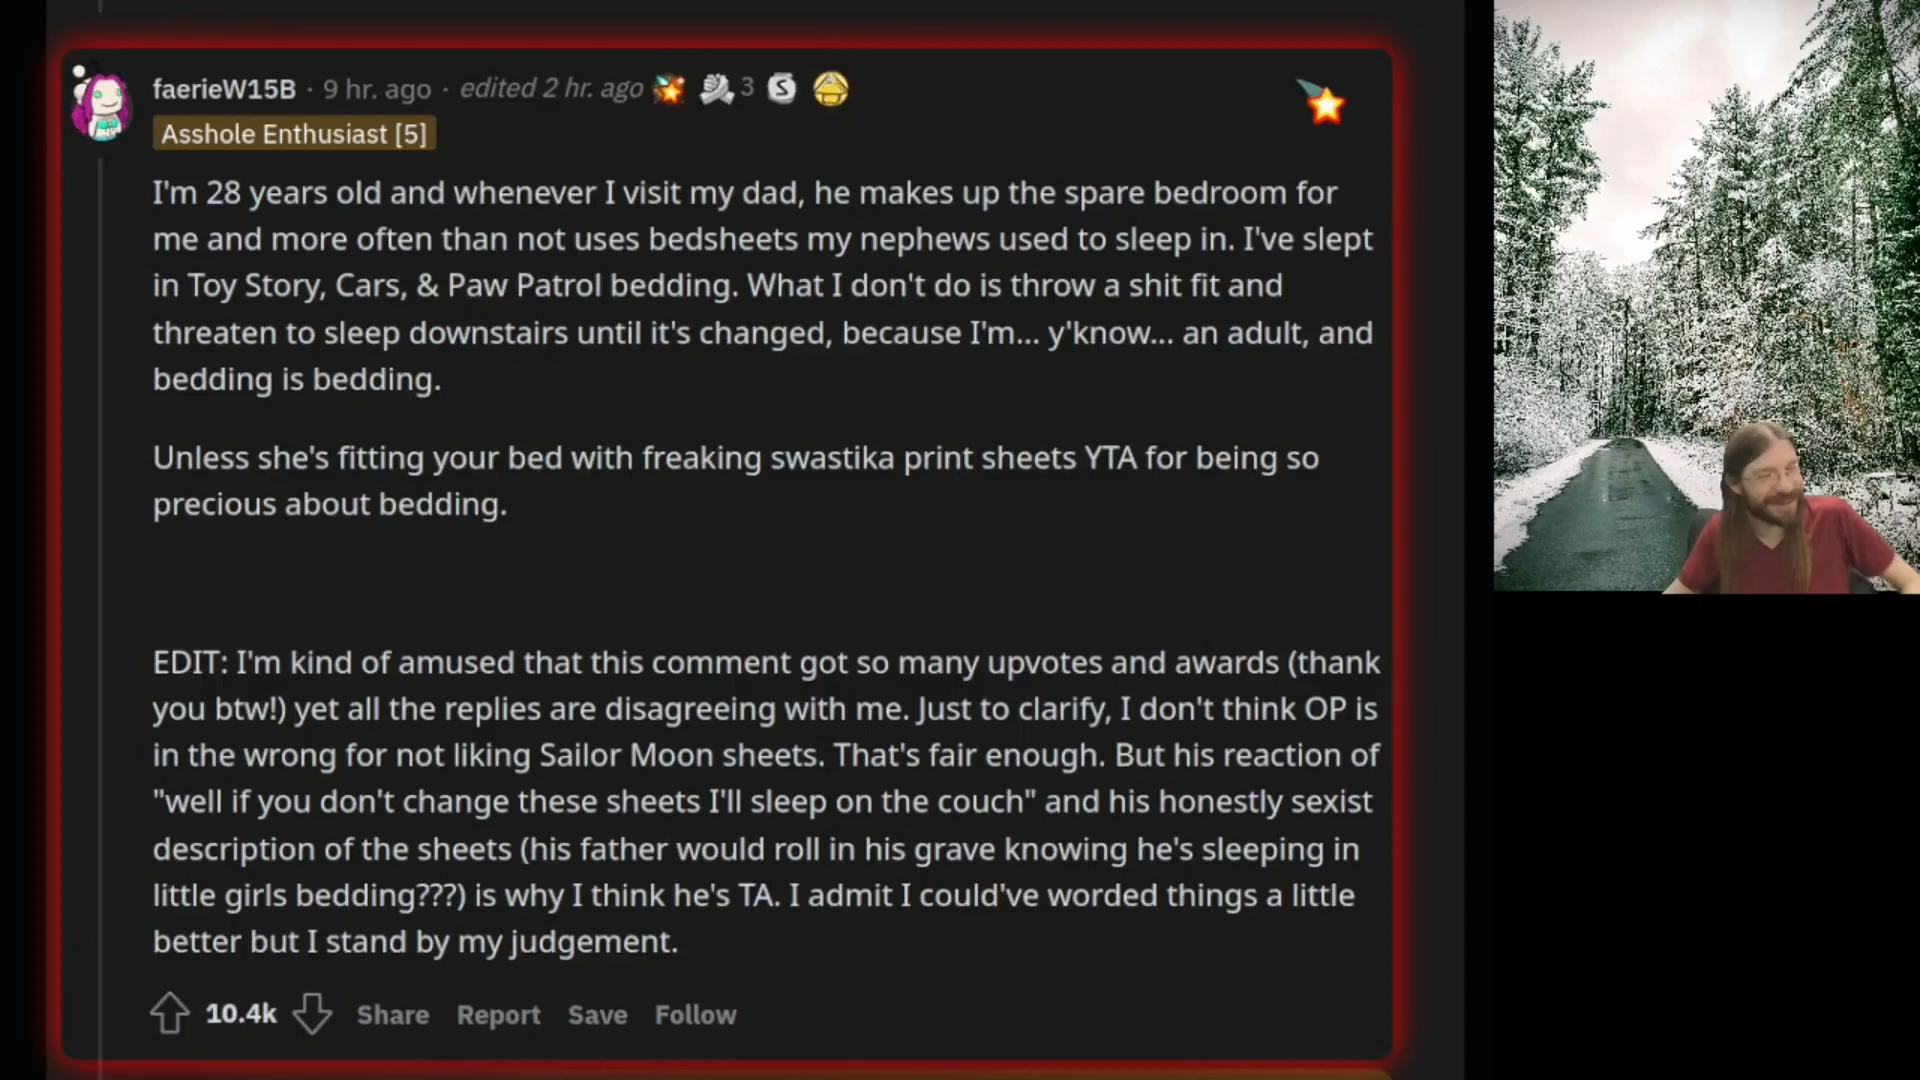 faerieW15B · 9 hr. ago · edited 2 hr. ago 3 S
Asshole Enthusiast [5]
I'm 28 years old and whenever I visit my dad, he makes up the spare bedroom for
me and more often than not uses bedsheets my nephews used to sleep in. I've slept
in Toy Story, Cars, & Paw Patrol bedding. What I don't do is throw a shit fit and
threaten to sleep downstairs until it's changed, because I'm... y'know... an adult, and
bedding is bedding.
Unless she's fitting your bed with freaking swastika print sheets YTA for being so
precious about bedding.
EDIT: I'm kind of amused that this comment got so many upvotes and awards (thank
you btw!) yet all the replies are disagreeing with me. Just to clarify, I don't think OP is
in the wrong for not liking Sailor Moon sheets. That's fair enough. But his reaction of
"well if you don't change these sheets I'll sleep on the couch" and his honestly sexist
description of the sheets (his father would roll in his grave knowing he's sleeping in
little girls bedding???) is why I think he's TA. I admit I could've worded things a little
better but I stand by my judgement.
10.4k Share Report Save Follow